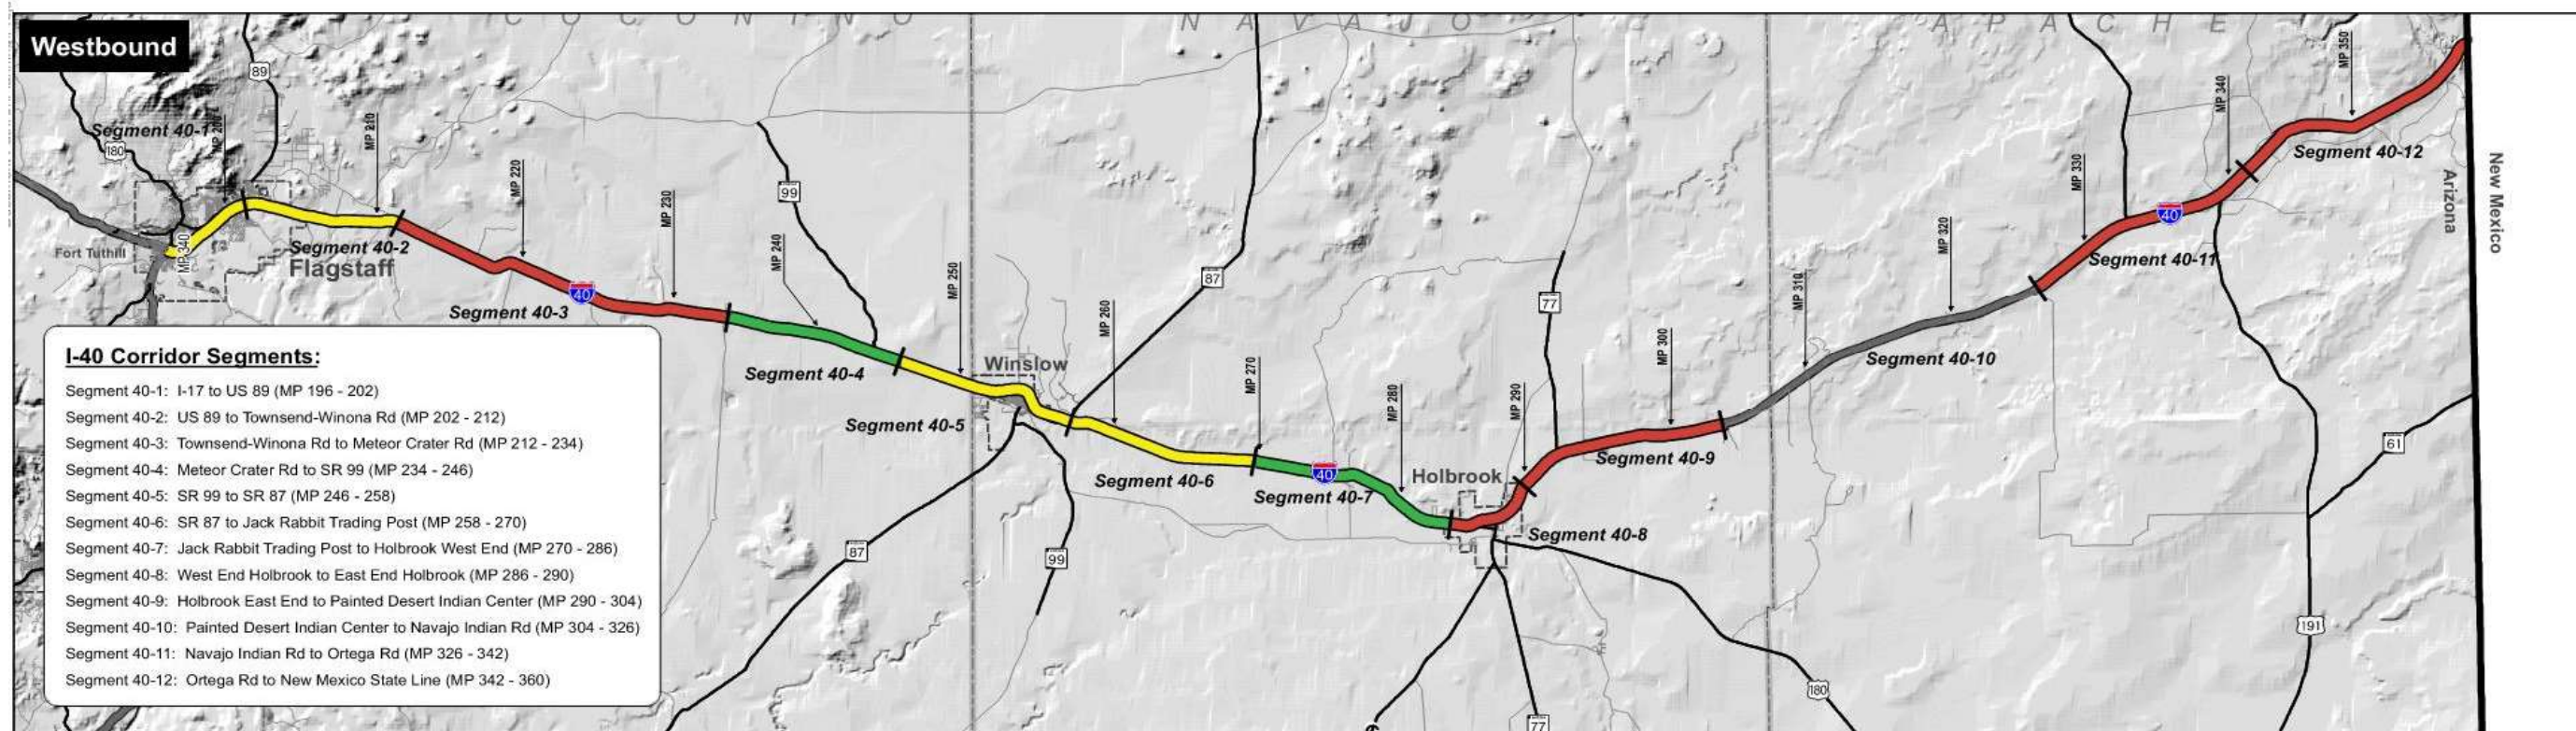 COCONINO
NAVAJO
APACHE
Westbound
89
MP 350
MP 340
Segment 40-1
MP 200
MP 210
180
MP 220
99
MP 230
MP 240
MP 250
MP 260
87
77
MP 270
MP 280
MP 290
MP 300
MP 310
MP 320
MP 330
Segment 40-12
Arizona
New Mexico
40
Segment 40-11
Fort Tuthill
MP 340
Segment 40-2
Flagstaff
40
Segment 40-3
Segment 40-4
Winslow
Segment 40-5
Segment 40-6
40
Segment 40-7
Holbrook
Segment 40-8
Segment 40-9
Segment 40-10
61
87
99
191
180
77
I-40 Corridor Segments:
Segment 40-1: I-17 to US 89 (MP 196 - 202)
Segment 40-2: US 89 to Townsend-Winona Rd (MP 202 - 212)
Segment 40-3: Townsend-Winona Rd to Meteor Crater Rd (MP 212 - 234)
Segment 40-4: Meteor Crater Rd to SR 99 (MP 234 - 246)
Segment 40-5: SR 99 to SR 87 (MP 246 - 258)
Segment 40-6: SR 87 to Jack Rabbit Trading Post (MP 258 - 270)
Segment 40-7: Jack Rabbit Trading Post to Holbrook West End (MP 270 - 286)
Segment 40-8: West End Holbrook to East End Holbrook (MP 286 - 290)
Segment 40-9: Holbrook East End to Painted Desert Indian Center (MP 290 - 304)
Segment 40-10: Painted Desert Indian Center to Navajo Indian Rd (MP 304 - 326)
Segment 40-11: Navajo Indian Rd to Ortega Rd (MP 326 - 342)
Segment 40-12: Ortega Rd to New Mexico State Line (MP 342 - 360)